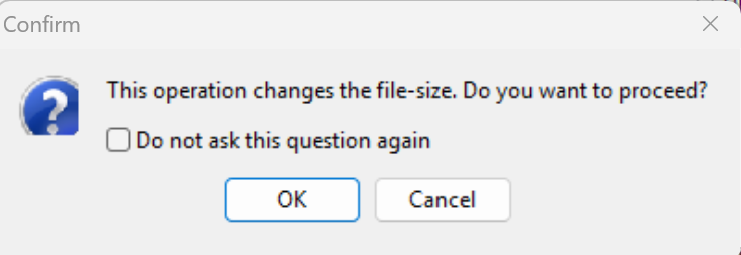 Confirm
This operation changes the file-size. Do you want to proceed?
Do not ask this question again
OK
Cancel